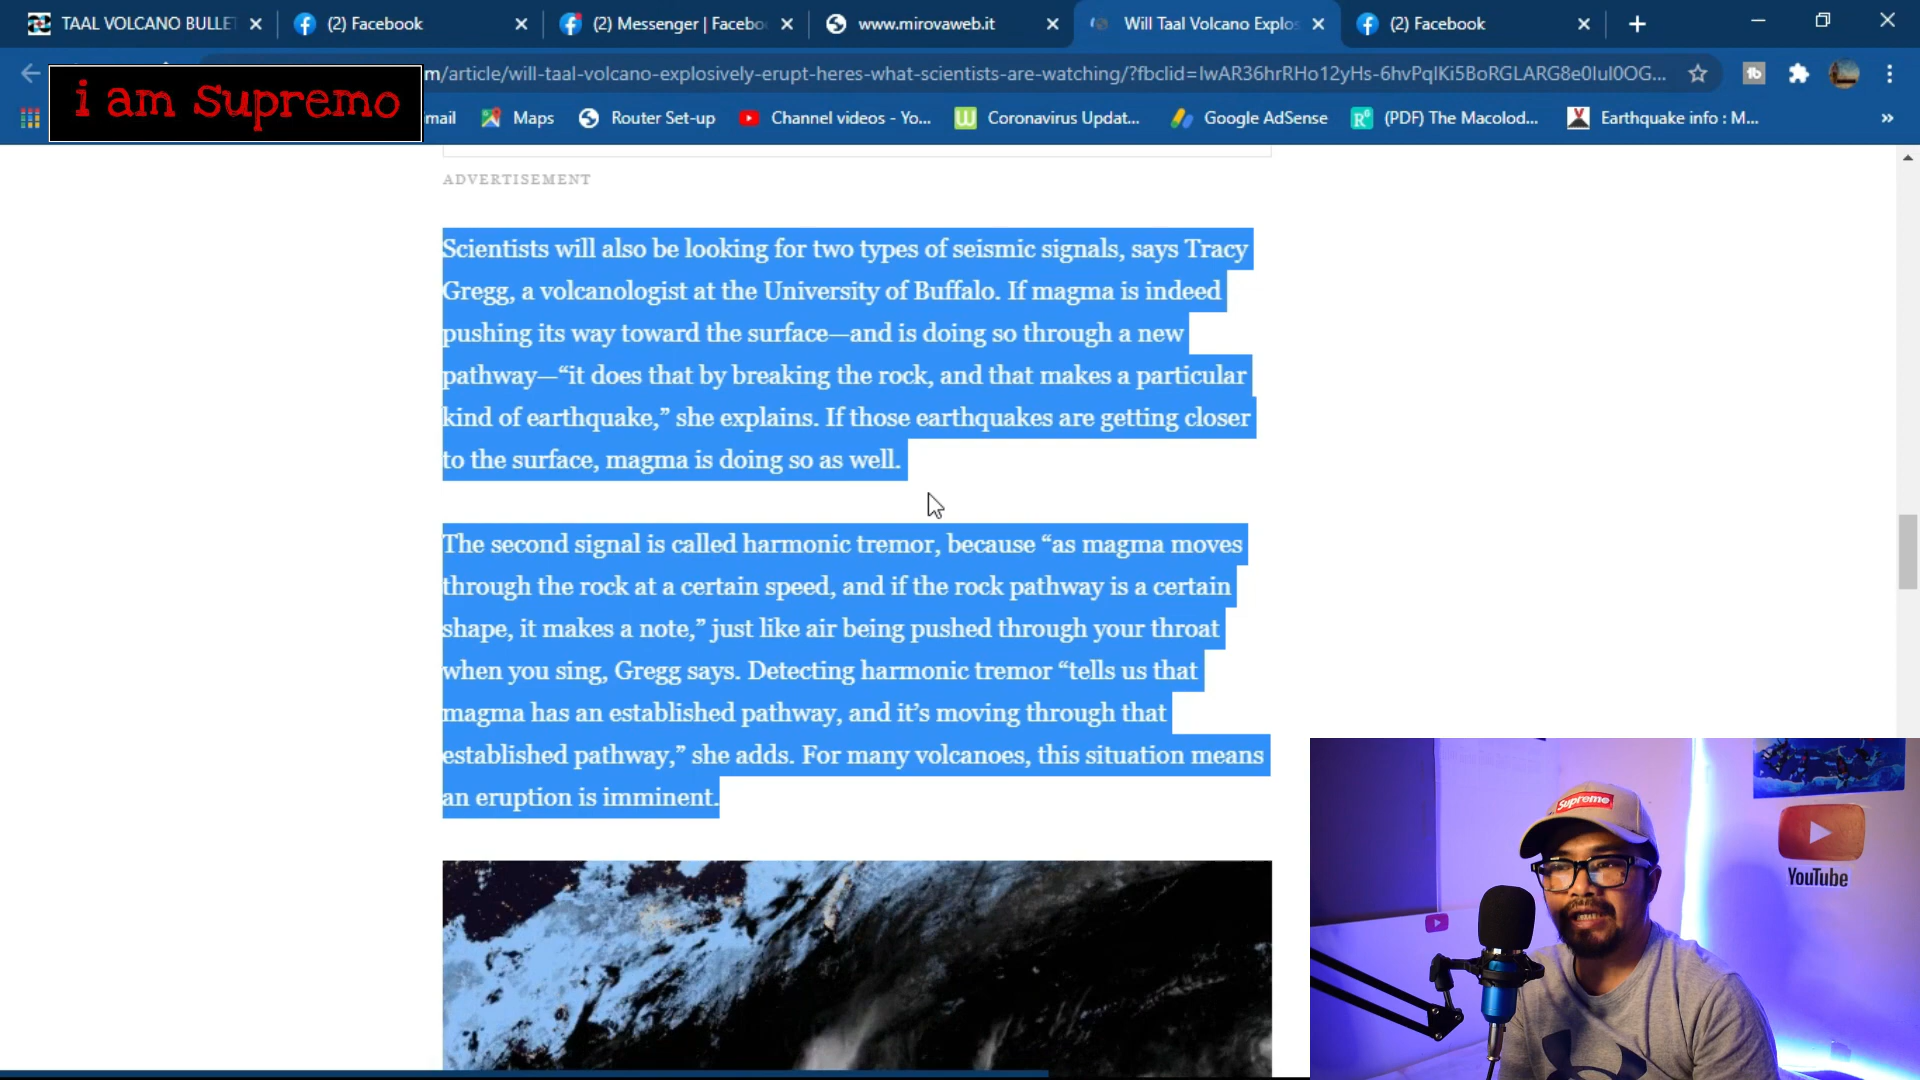 TAAL VOLCANO BULLET
(2) Facebook
(2) Messenger | Facebo
www.mirovaweb.it
Will Taal Volcano Explos
(2) Facebook
i am supremo
m/article/will-taal-volcano-explosively-erupt-heres-what-scientists-are-watching/?fbclid=IwAR36hrRHo12yHs-6hvPqlKi5BoRGLARG8e0IuI0OG...
mail
Maps
Router Set-up
Channel videos - Yo...
Coronavirus Updat...
Google AdSense
(PDF) The Macolod...
Earthquake info : M...
ADVERTISEMENT
Scientists will also be looking for two types of seismic signals, says Tracy
Gregg, a volcanologist at the University of Buffalo. If magma is indeed
pushing its way toward the surface—and is doing so through a new
pathway—“it does that by breaking the rock, and that makes a particular
kind of earthquake,” she explains. If those earthquakes are getting closer
to the surface, magma is doing so as well.
The second signal is called harmonic tremor, because “as magma moves
through the rock at a certain speed, and if the rock pathway is a certain
shape, it makes a note,” just like air being pushed through your throat
when you sing, Gregg says. Detecting harmonic tremor “tells us that
magma has an established pathway, and it’s moving through that
established pathway,” she adds. For many volcanoes, this situation means
an eruption is imminent.
Supreme
YouTube